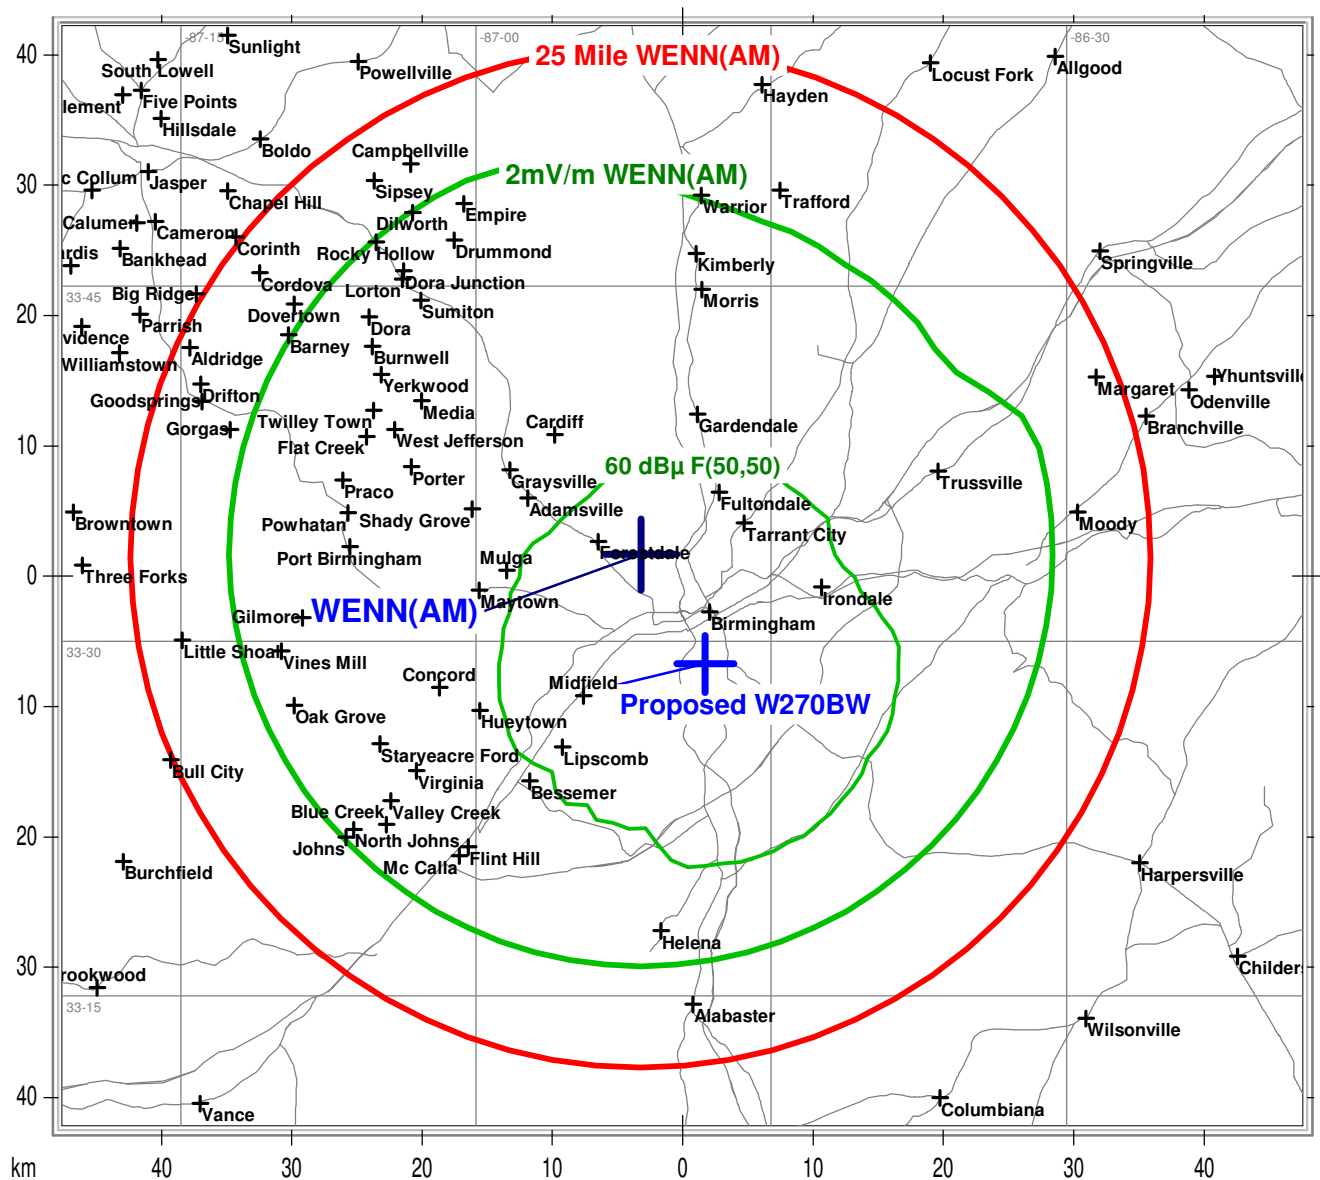 -87-15
-87-00
-86-30
Sunlight
40
25 Mile WENN(AM)
South Lowell
Powellville
Locust Fork
Allgood
lement
Five Points
Hayden
Hillsdale
Boldo
Campbellville
30
c Collum
Jasper
2mV/m WENN(AM)
Sipsey
Chapel Hill
Warrior
Trafford
Calumet
Cameron
Dilworth
Empire
Corinth
Rocky Hollow
Drummond
ardis
Bankhead
Kimberly
Springville
Cordova
Lorton
Dora Junction
33-45
Big Ridge
Morris
20
Parrish
Dovertown
Sumiton
vidence
Dora
Barney
Williamstown
Aldridge
Burnwell
Yerkwood
Margaret
Yhuntsville
Goodsprings
Drifton
Odenville
Media
Gorgas
Twilley Town
Cardiff
Gardendale
Branchville
10
Flat Creek
West Jefferson
60 dBµ F(50,50)
Praco
Porter
Graysville
Trussville
Browntown
Powhatan
Shady Grove
Adamsville
Fultondale
Moody
Port Birmingham
Forestdale
Tarrant City
Mulga
0
Three Forks
Maytown
Irondale
Gilmore
WENN(AM)
Birmingham
33-30
Little Shoal
Vines Mill
Concord
Midfield
10
Oak Grove
Hueytown
Proposed W270BW
Staryeacre Ford
Lipscomb
Bull City
Virginia
Bessemer
Blue Creek
Valley Creek
20
Johns
North Johns
Mc Calla
Flint Hill
Burchfield
Harpersville
Helena
30
rookwood
Childers
33-15
Alabaster
Wilsonville
40
Vance
Columbiana
km
40
30
20
10
0
10
20
30
40